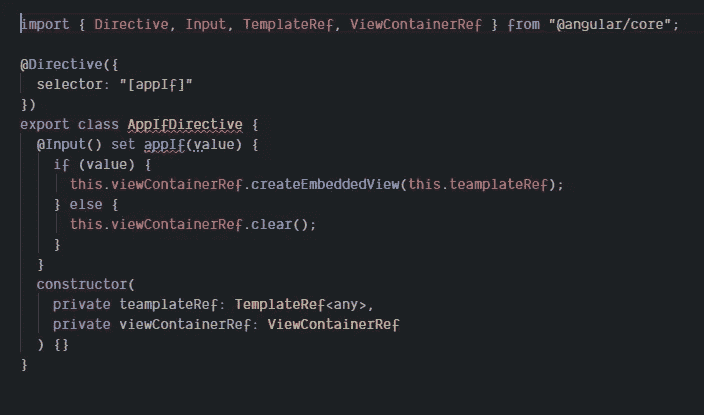 import { Directive, Input, TemplateRef, ViewContainerRef } from "@angular/core";
@Directive({
selector: "[appIf]"
})
export class AppIfDirective {
@Input() set appIf(value) {
if (value) {
this.viewContainerRef.createEmbeddedView(this.teamplateRef);
} else {
this.viewContainerRef.clear();
}
}
constructor(
private teamplateRef: TemplateRef<any>,
private viewContainerRef: ViewContainerRef
) {}
}